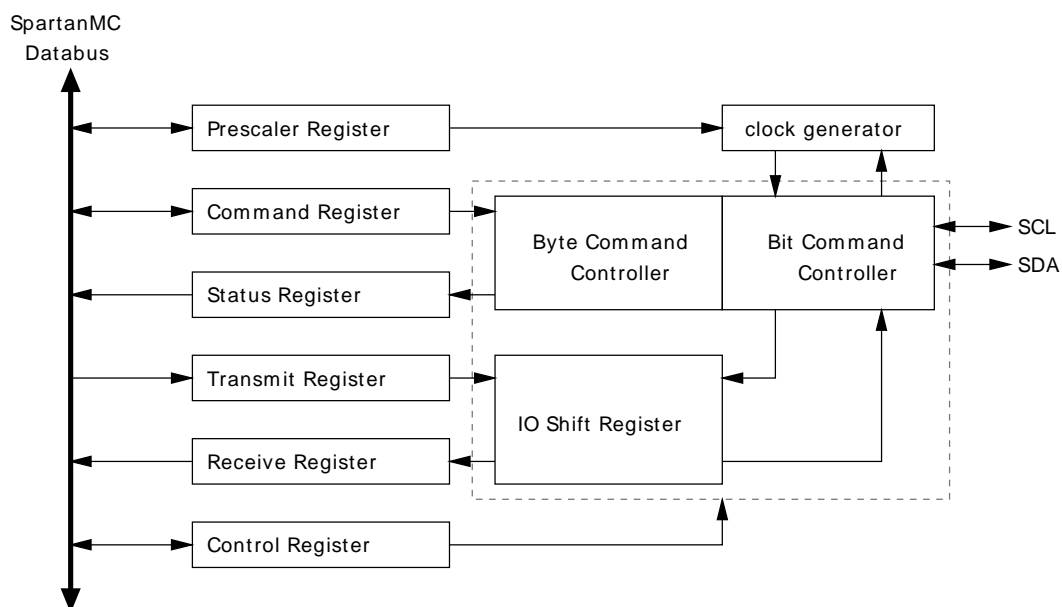 SpartanMC
Databus
Prescaler Register
clock generator
Command Register
Byte Command
Controller
Bit Command
Controller
SCL
SDA
Status Register
Transmit Register
IO Shift Register
Receive Register
Control Register